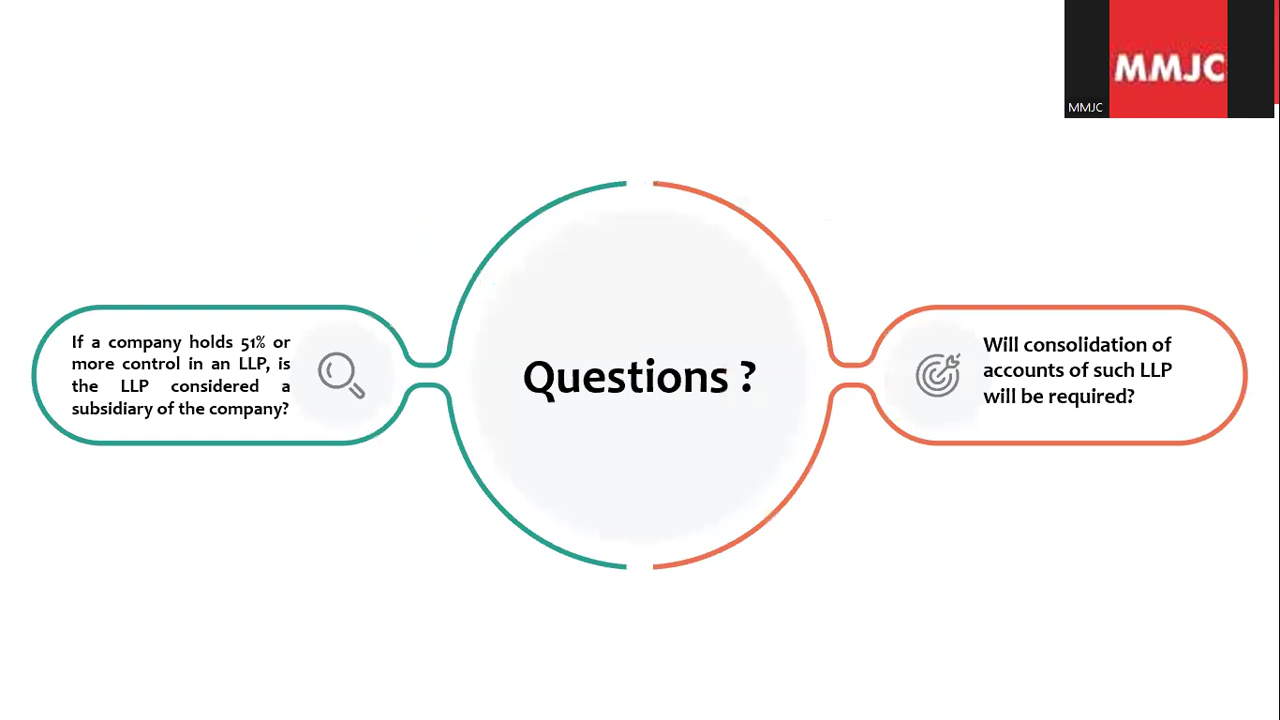 MMJC
MMJC
If a company holds 51% or
more control in an LLP, is
the LLP considered a
subsidiary of the company?
Questions ?
Will consolidation of
accounts of such LLP
will be required?